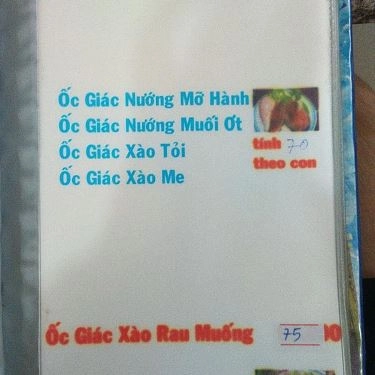 Ốc Giác Nướng Mỡ Hành
Ốc Giác Nướng Muối Ớt
Ốc Giác Xào Tỏi
Ốc Giác Xào Me
tính 70
theo con
Ốc Giác Xào Rau Muống 75